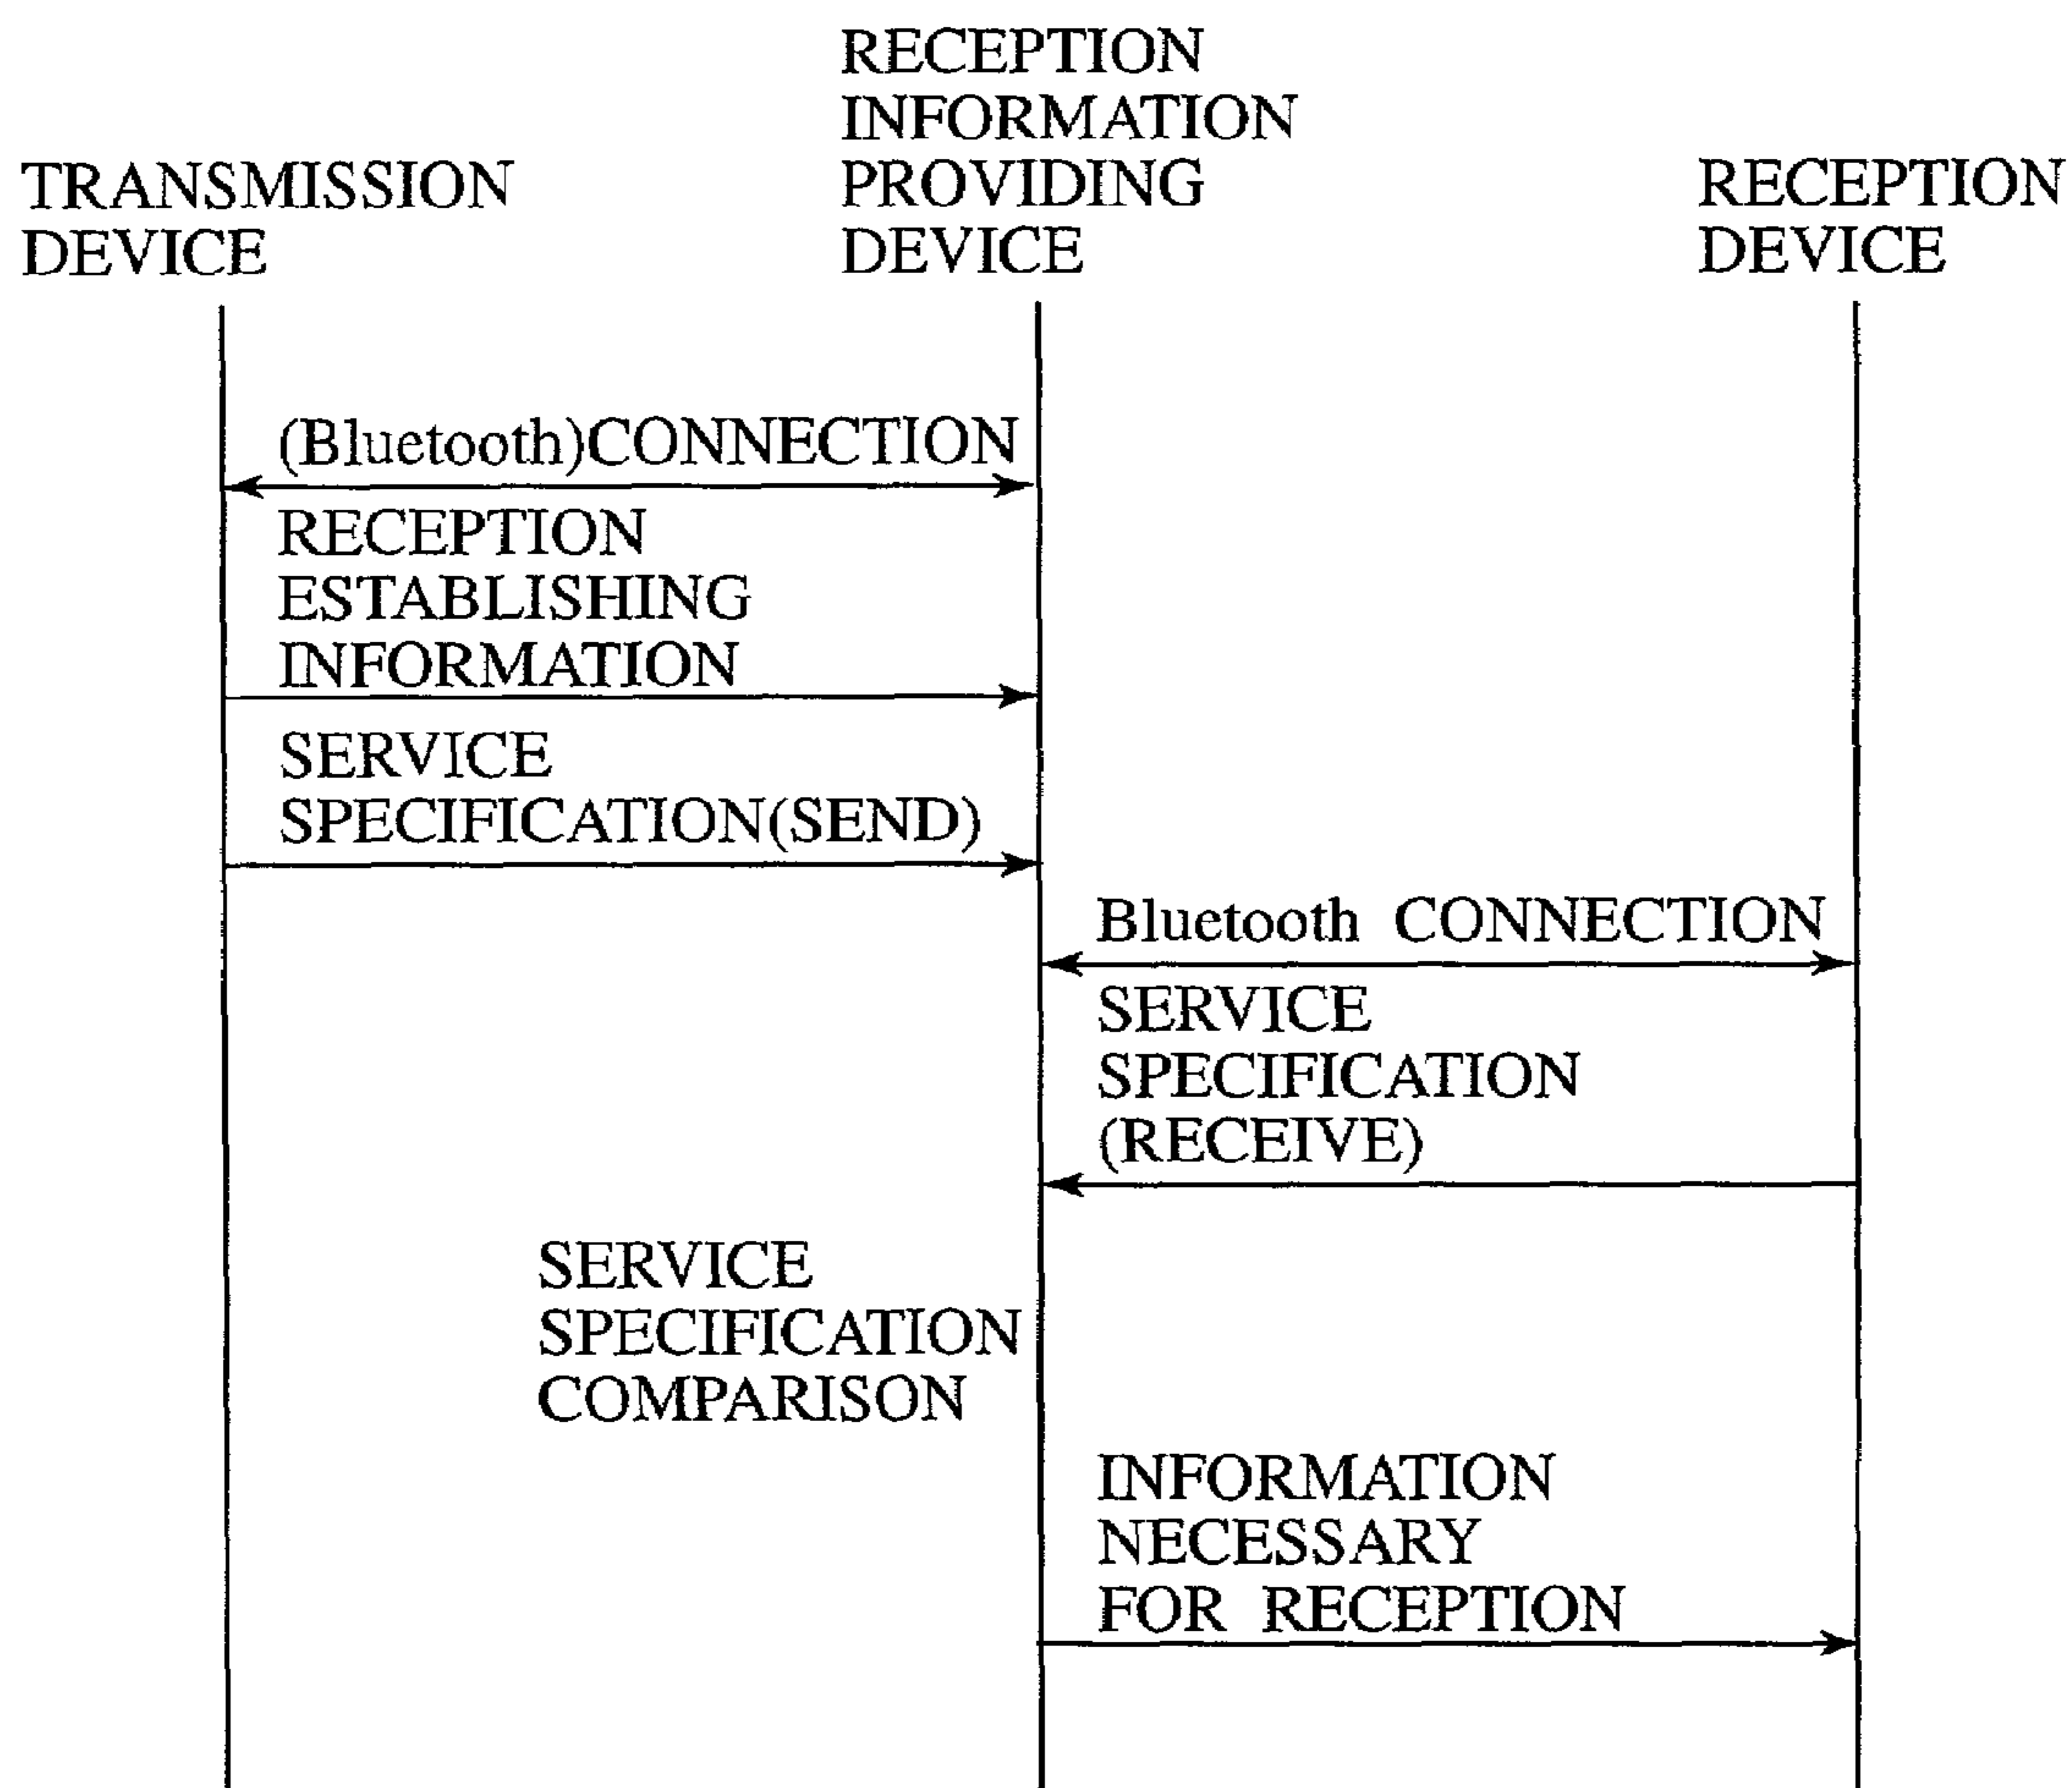 TRANSMISSION
DEVICE
RECEPTION
INFORMATION
PROVIDING
DEVICE
RECEPTION
DEVICE
(Bluetooth)CONNECTION
RECEPTION
ESTABLISHING
INFORMATION
SERVICE
SPECIFICATION(SEND)
Bluetooth CONNECTION
SERVICE
SPECIFICATION
(RECEIVE)
SERVICE
SPECIFICATION
COMPARISON
INFORMATION
NECESSARY
FOR RECEPTION